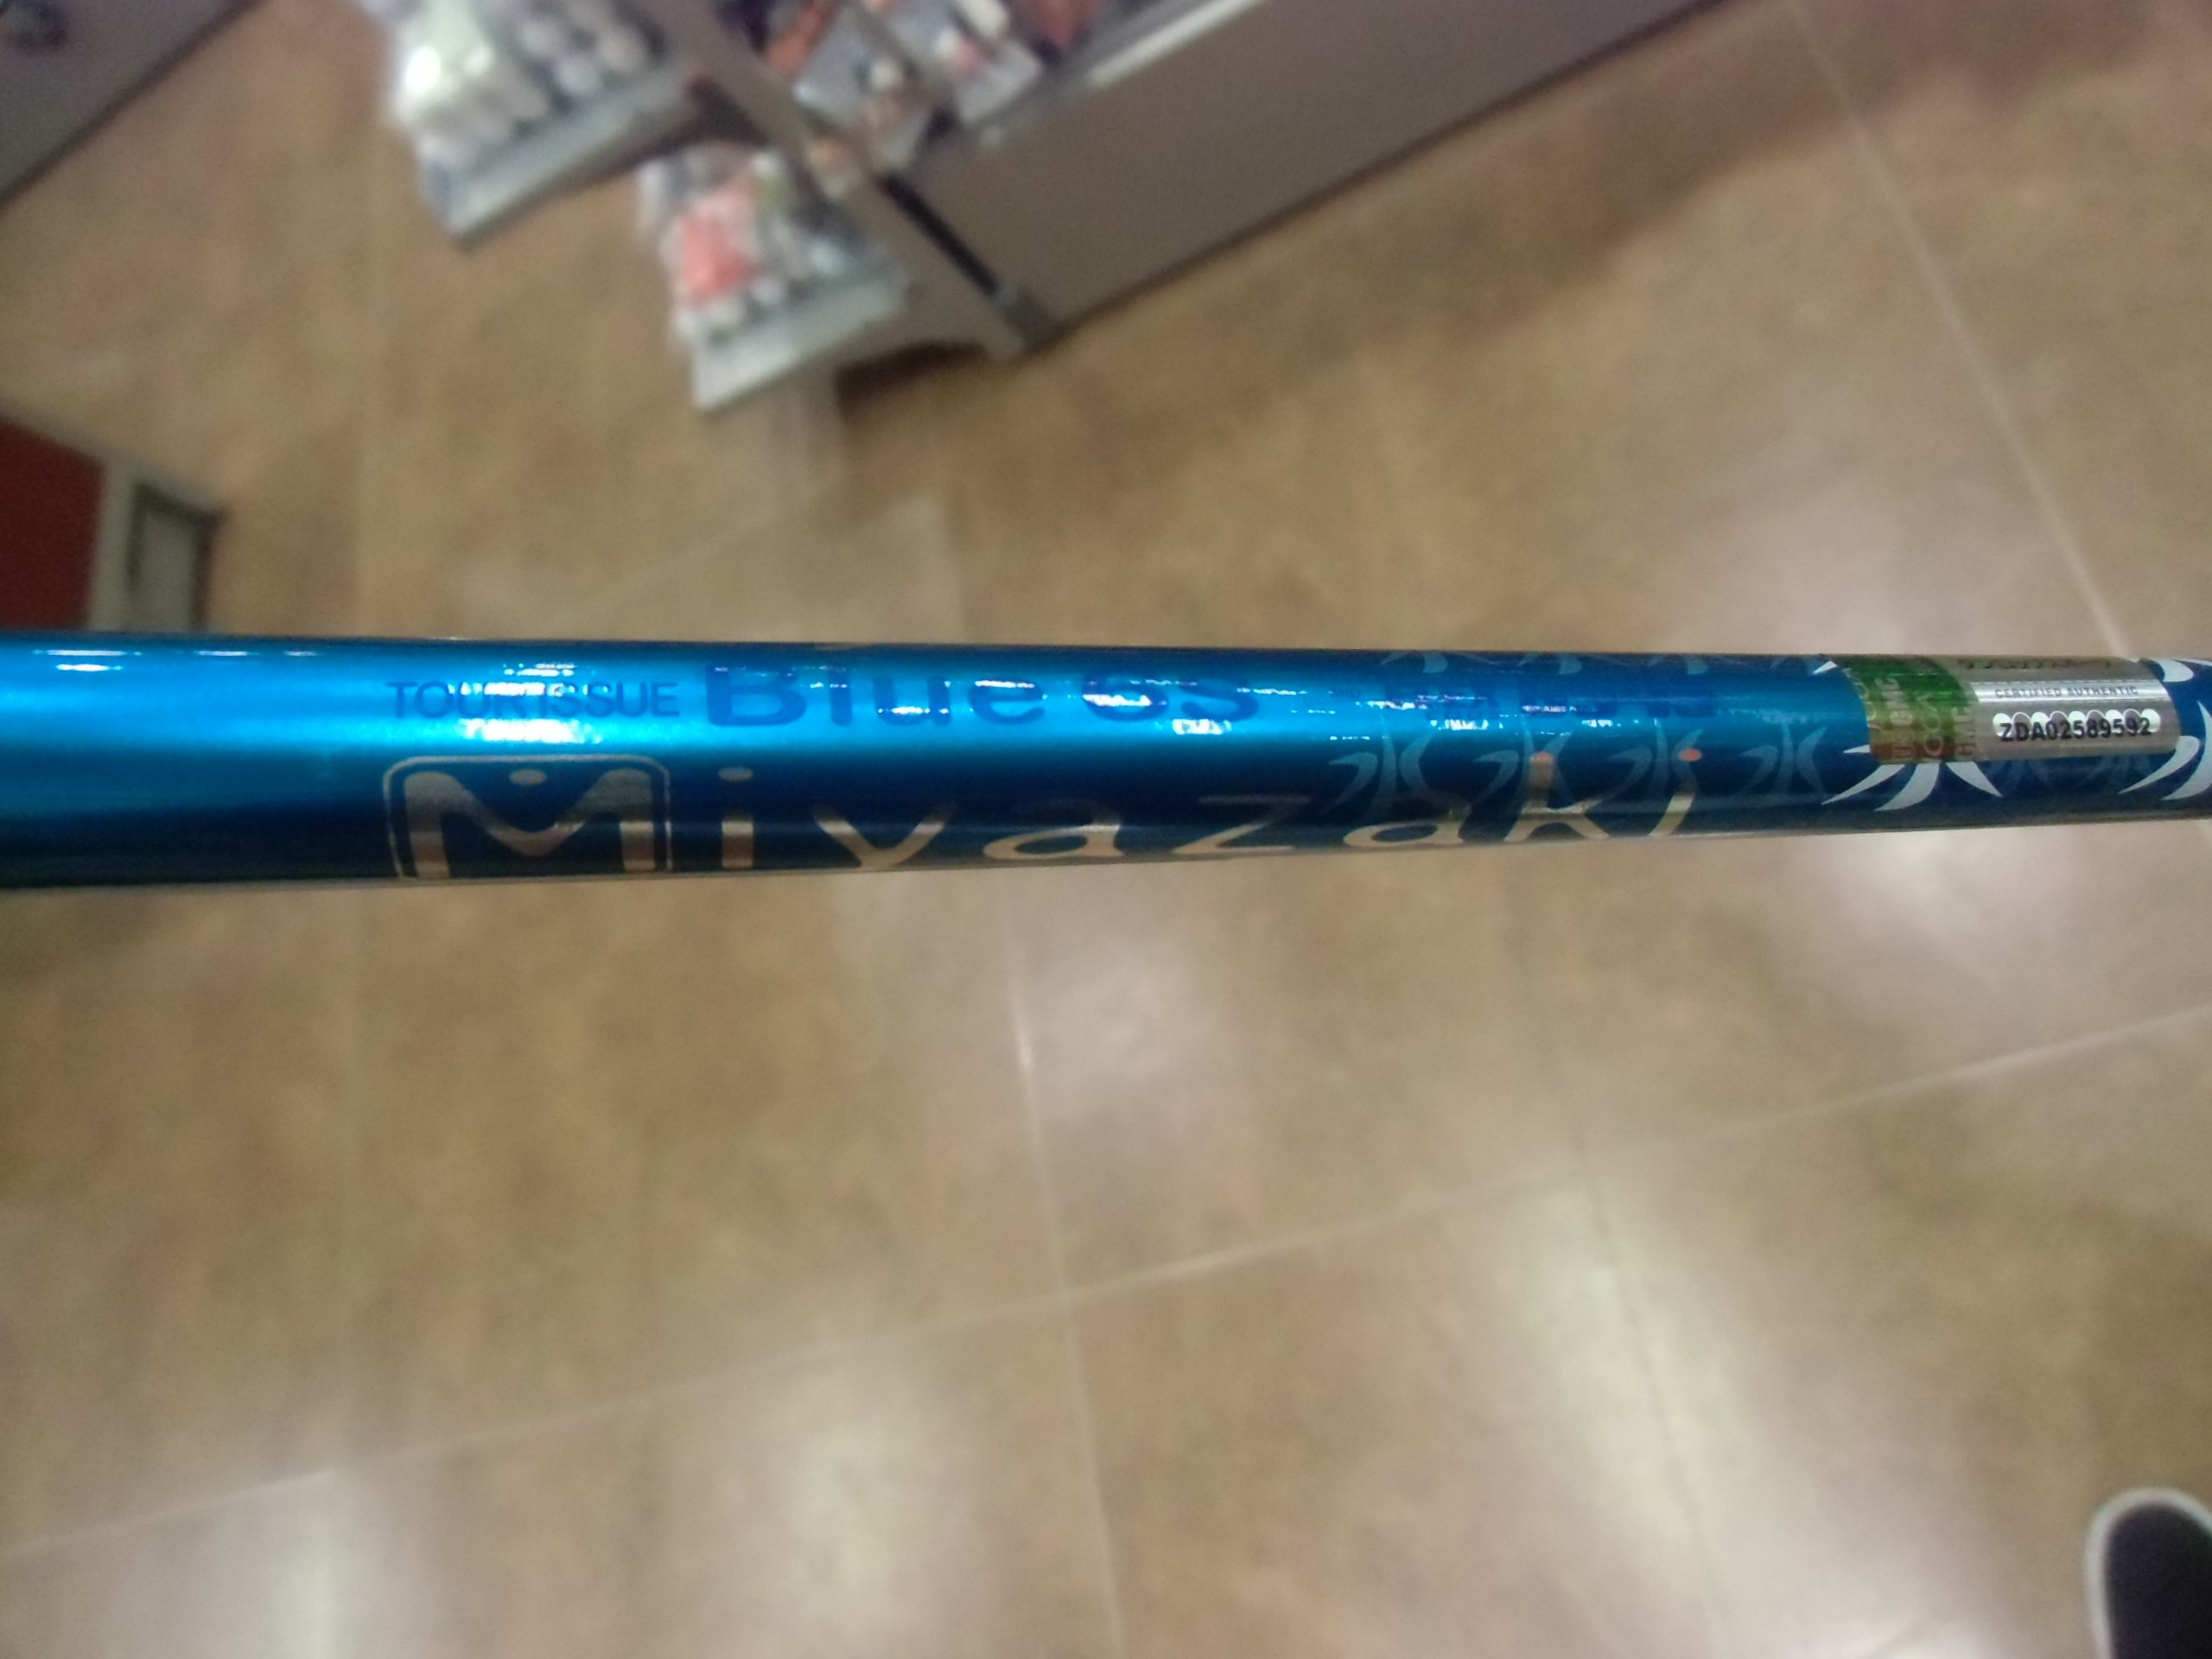 TOUR ISSUE Blue 6s
Miyazaki
CERTIFIED AUTHENTIC
ZDA02589592